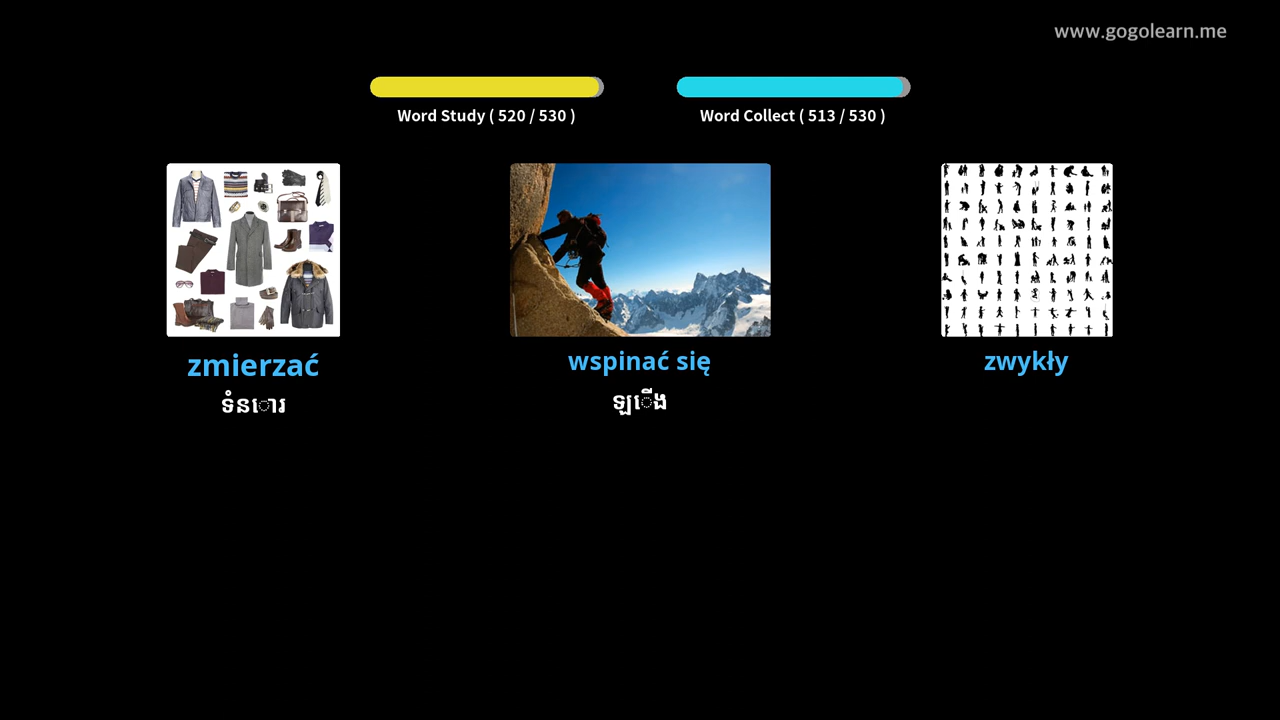 www.gogolearn.me
Word Study ( 520 / 530 )
Word Collect ( 513 / 530 )
zmierzać
wspinać się
zwykły
ទំនោរ
ឡើង